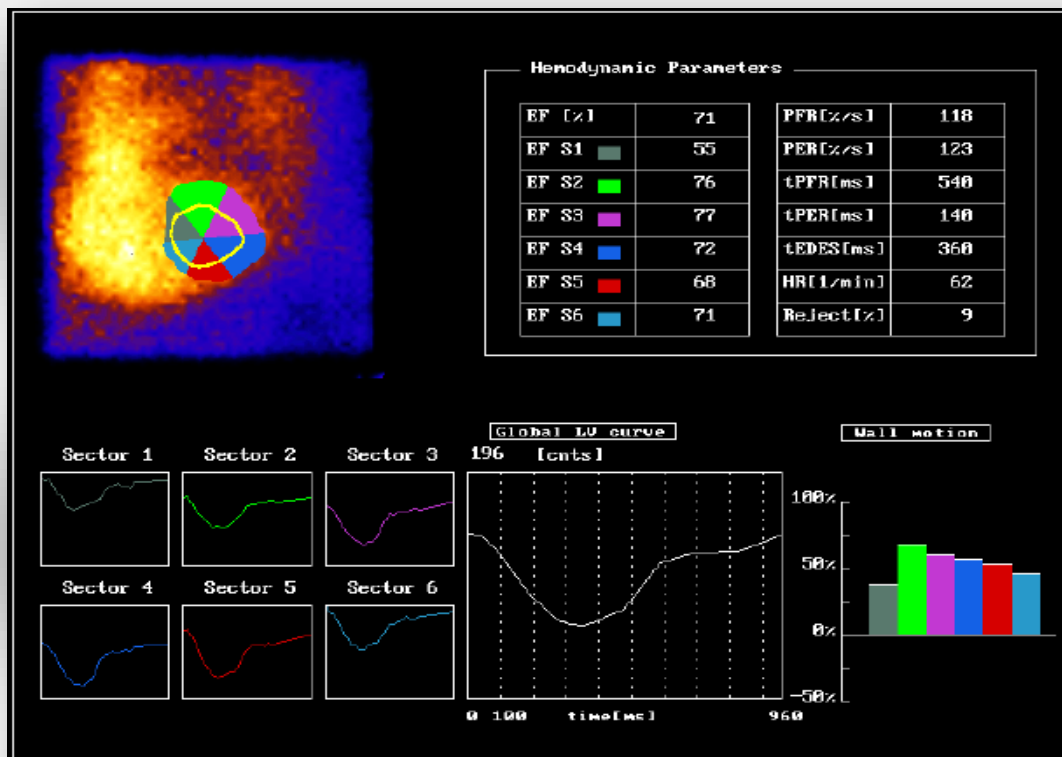 Hemodynamic Parameters
EF [%] 71 PFR[%/s] 118
EF S1 55 PER[%/s] 123
EF S2 76 tPFR[ms] 540
EF S3 77 tPER[ms] 140
EF S4 72 tEDES[ms] 360
EF S5 68 HR[1/min] 62
EF S6 71 Reject[%] 9
Global LV curve
Wall motion
Sector 1 Sector 2 Sector 3 196 [cnts]
100%
50%
Sector 4 Sector 5 Sector 6
0%
-50%
0 100 time[ms] 960